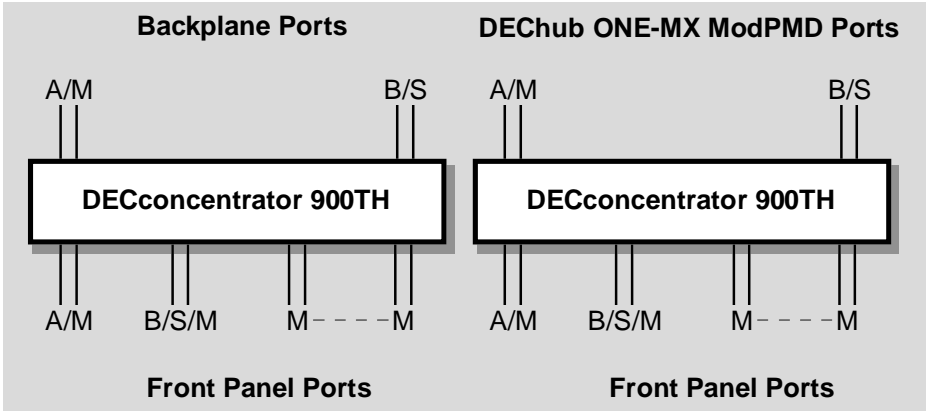 Backplane Ports
DEChub ONE-MX ModPMD Ports
A/M B/S
A/M B/S
DECconcentrator 900TH
DECconcentrator 900TH
A/M B/S/M M - - - - M
A/M B/S/M M - - - - M
Front Panel Ports
Front Panel Ports